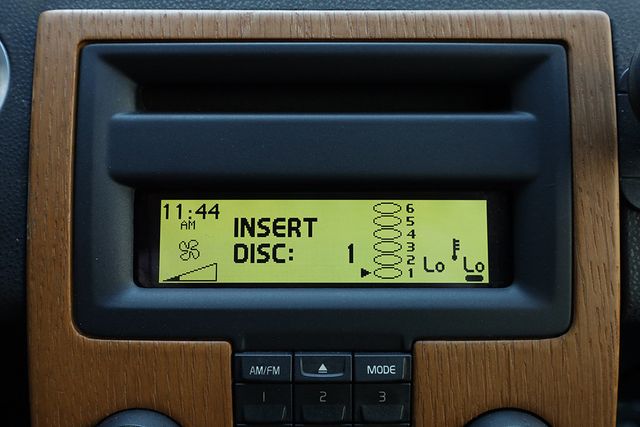 11:44
AM
INSERT
DISC: 1
6
5
4
3
2
1
Lo Lo
AM/FM MODE
1 2 3